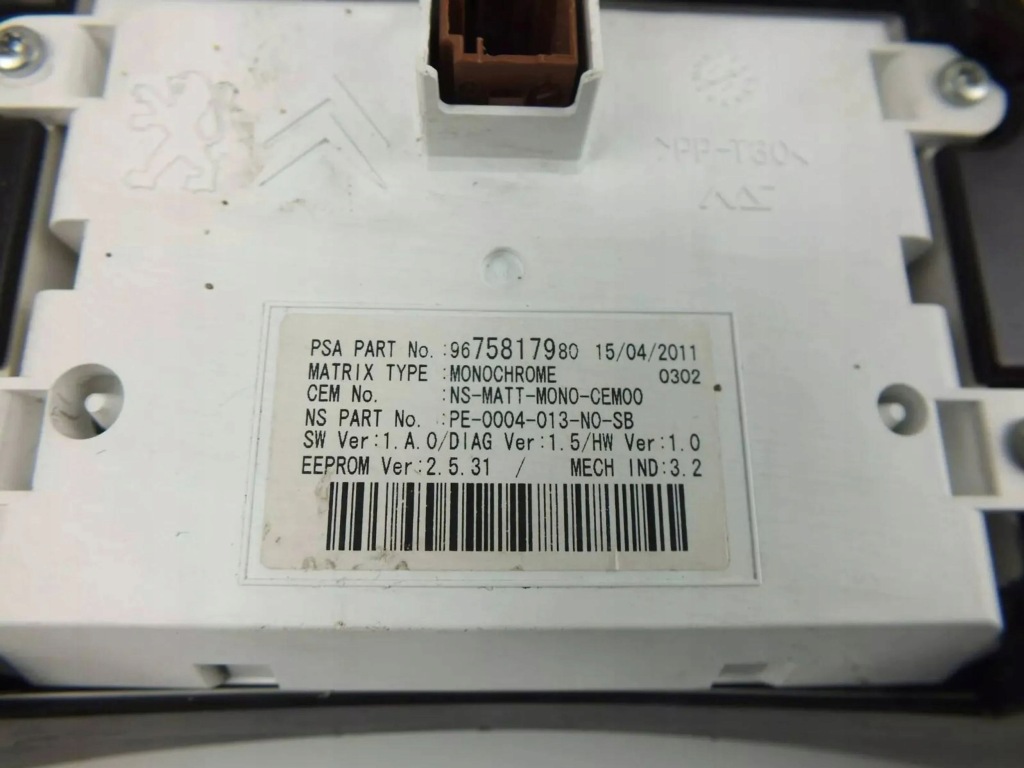 >PP-T30<
PSA PART No. :9675817980 15/04/2011
MATRIX TYPE :MONOCHROME 0302
CEM No. :NS-MATT-MONO-CEM00
NS PART No. :PE-0004-013-NO-SB
SW Ver:1.A.0/DIAG Ver:1.5/HW Ver:1.0
EEPROM Ver:2.5.31 / MECH IND:3.2